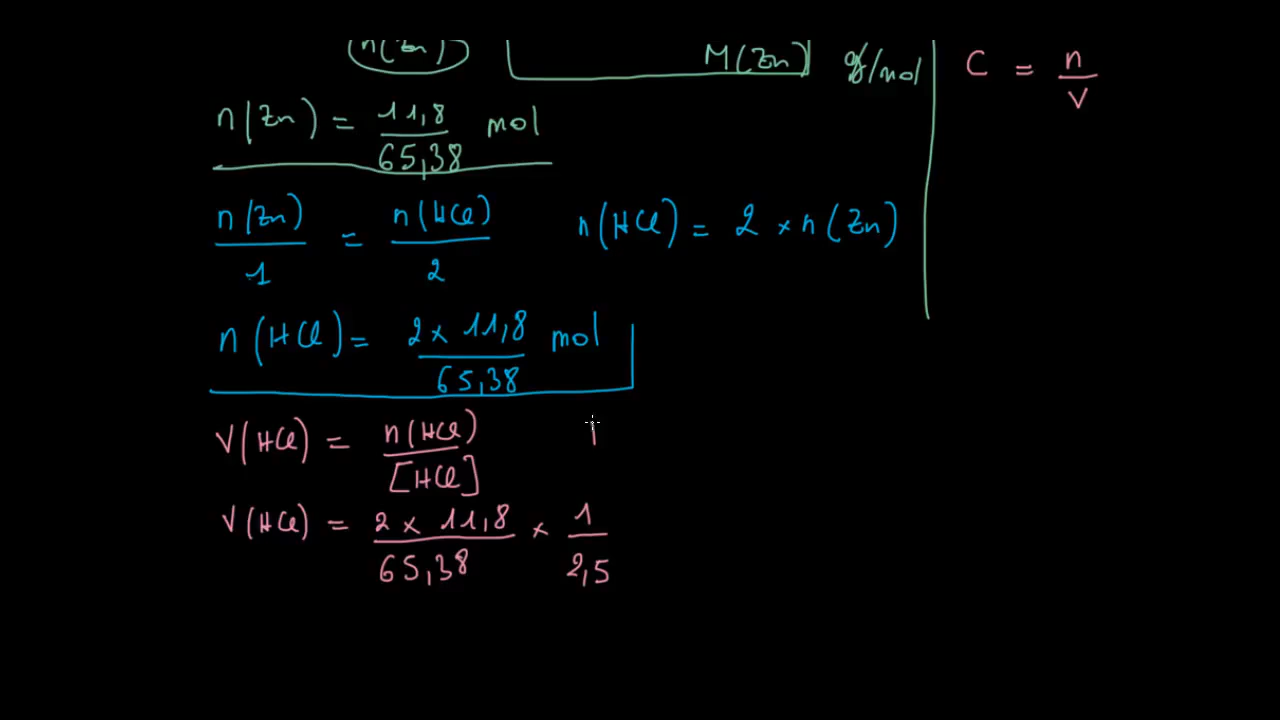 n(Zn) M(Zn) g/mol
C = n/V
n(Zn) = 11,8/65,38 mol
n(Zn)/1 = n(HCl)/2 n(HCl) = 2 × n(Zn)
n(HCl) = 2 × 11,8/65,38 mol
V(HCl) = n(HCl)/[HCl]
V(HCl) = 2 × 11,8/65,38 × 1/2,5